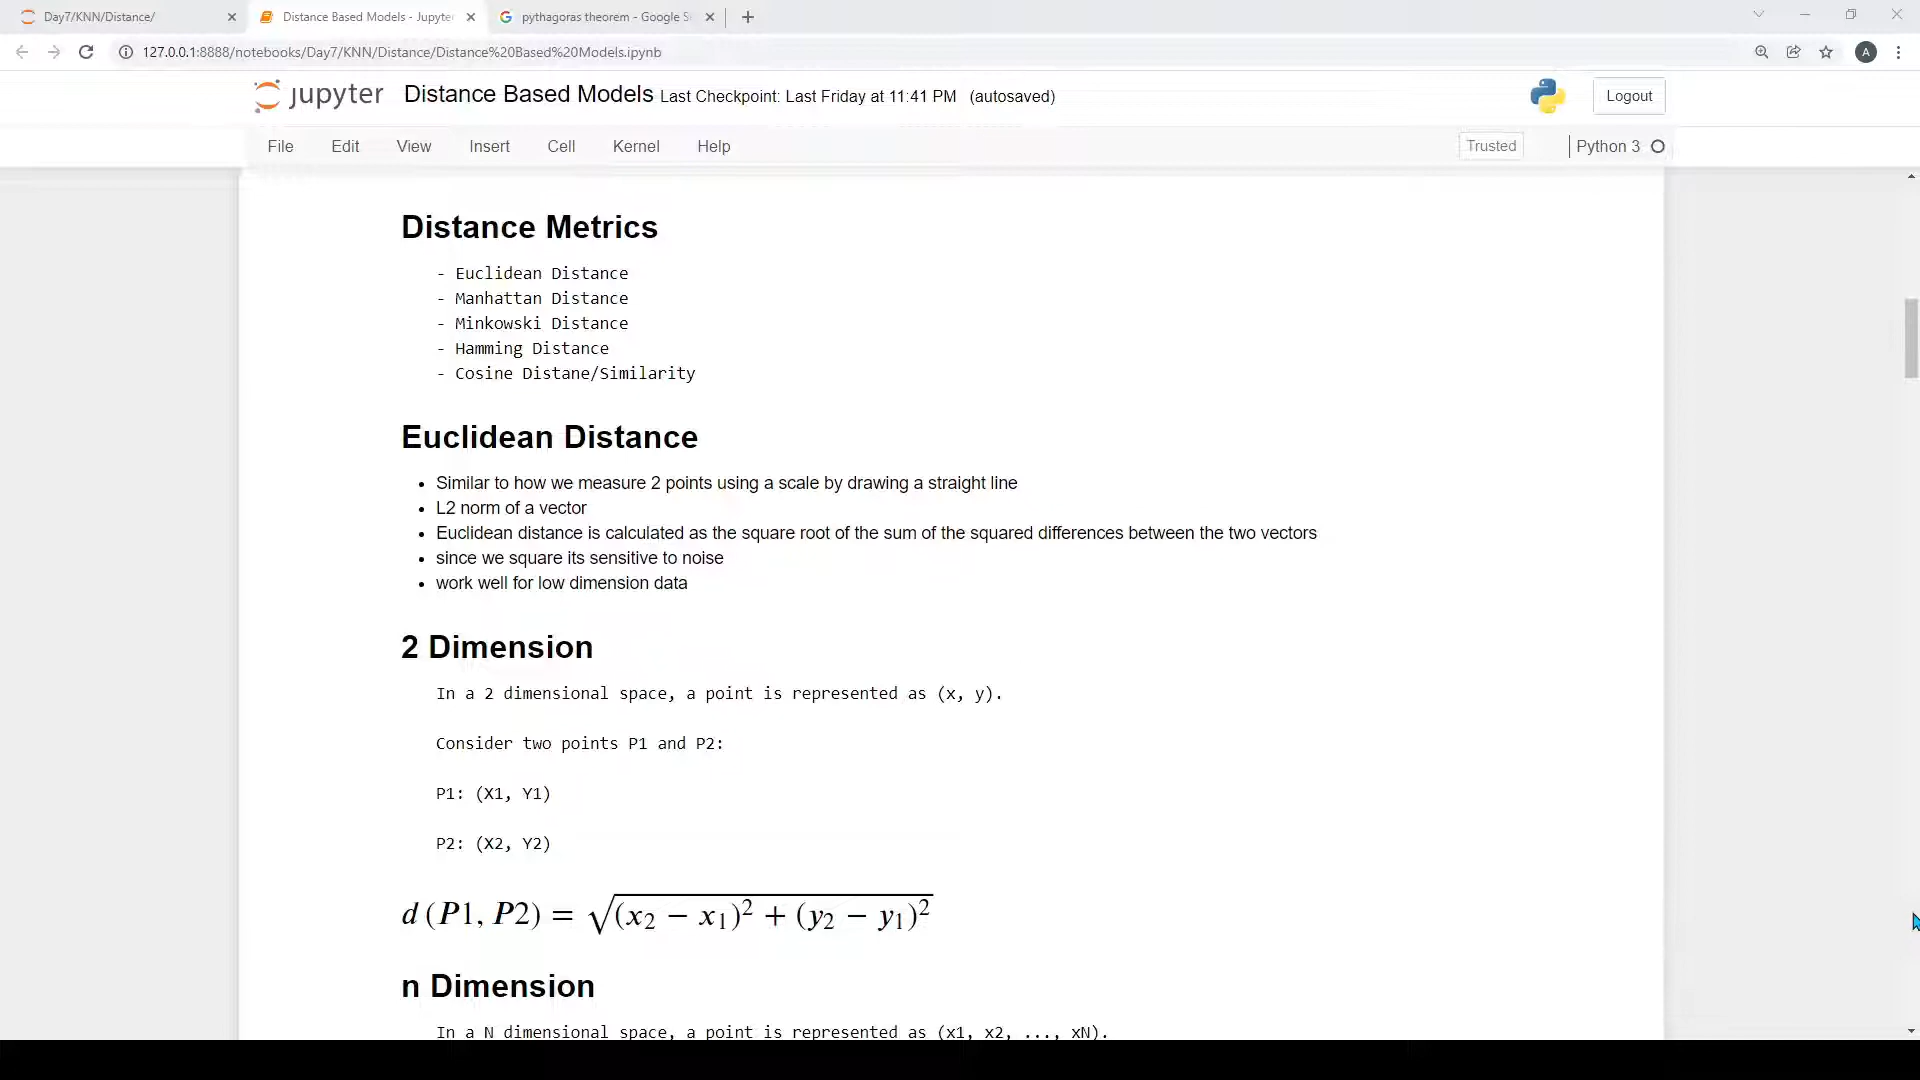 Day7/KNN/Distance/
Distance Based Models - Jupyter
pythagoras theorem - Google S
127.0.0.1:8888/notebooks/Day7/KNN/Distance/Distance%20Based%20Models.ipynb
A
jupyter Distance Based Models Last Checkpoint: Last Friday at 11:41 PM (autosaved)
Logout
File Edit View Insert Cell Kernel Help
Trusted
Python 3
Distance Metrics
- Euclidean Distance
- Manhattan Distance
- Minkowski Distance
- Hamming Distance
- Cosine Distane/Similarity
Euclidean Distance
• Similar to how we measure 2 points using a scale by drawing a straight line
• L2 norm of a vector
• Euclidean distance is calculated as the square root of the sum of the squared differences between the two vectors
• since we square its sensitive to noise
• work well for low dimension data
2 Dimension
In a 2 dimensional space, a point is represented as (x, y).
Consider two points P1 and P2:
P1: (X1, Y1)
P2: (X2, Y2)
d (P1, P2) = √(x₂ − x₁)² + (y₂ − y₁)²
n Dimension
In a N dimensional space, a point is represented as (x1, x2, ..., xN).